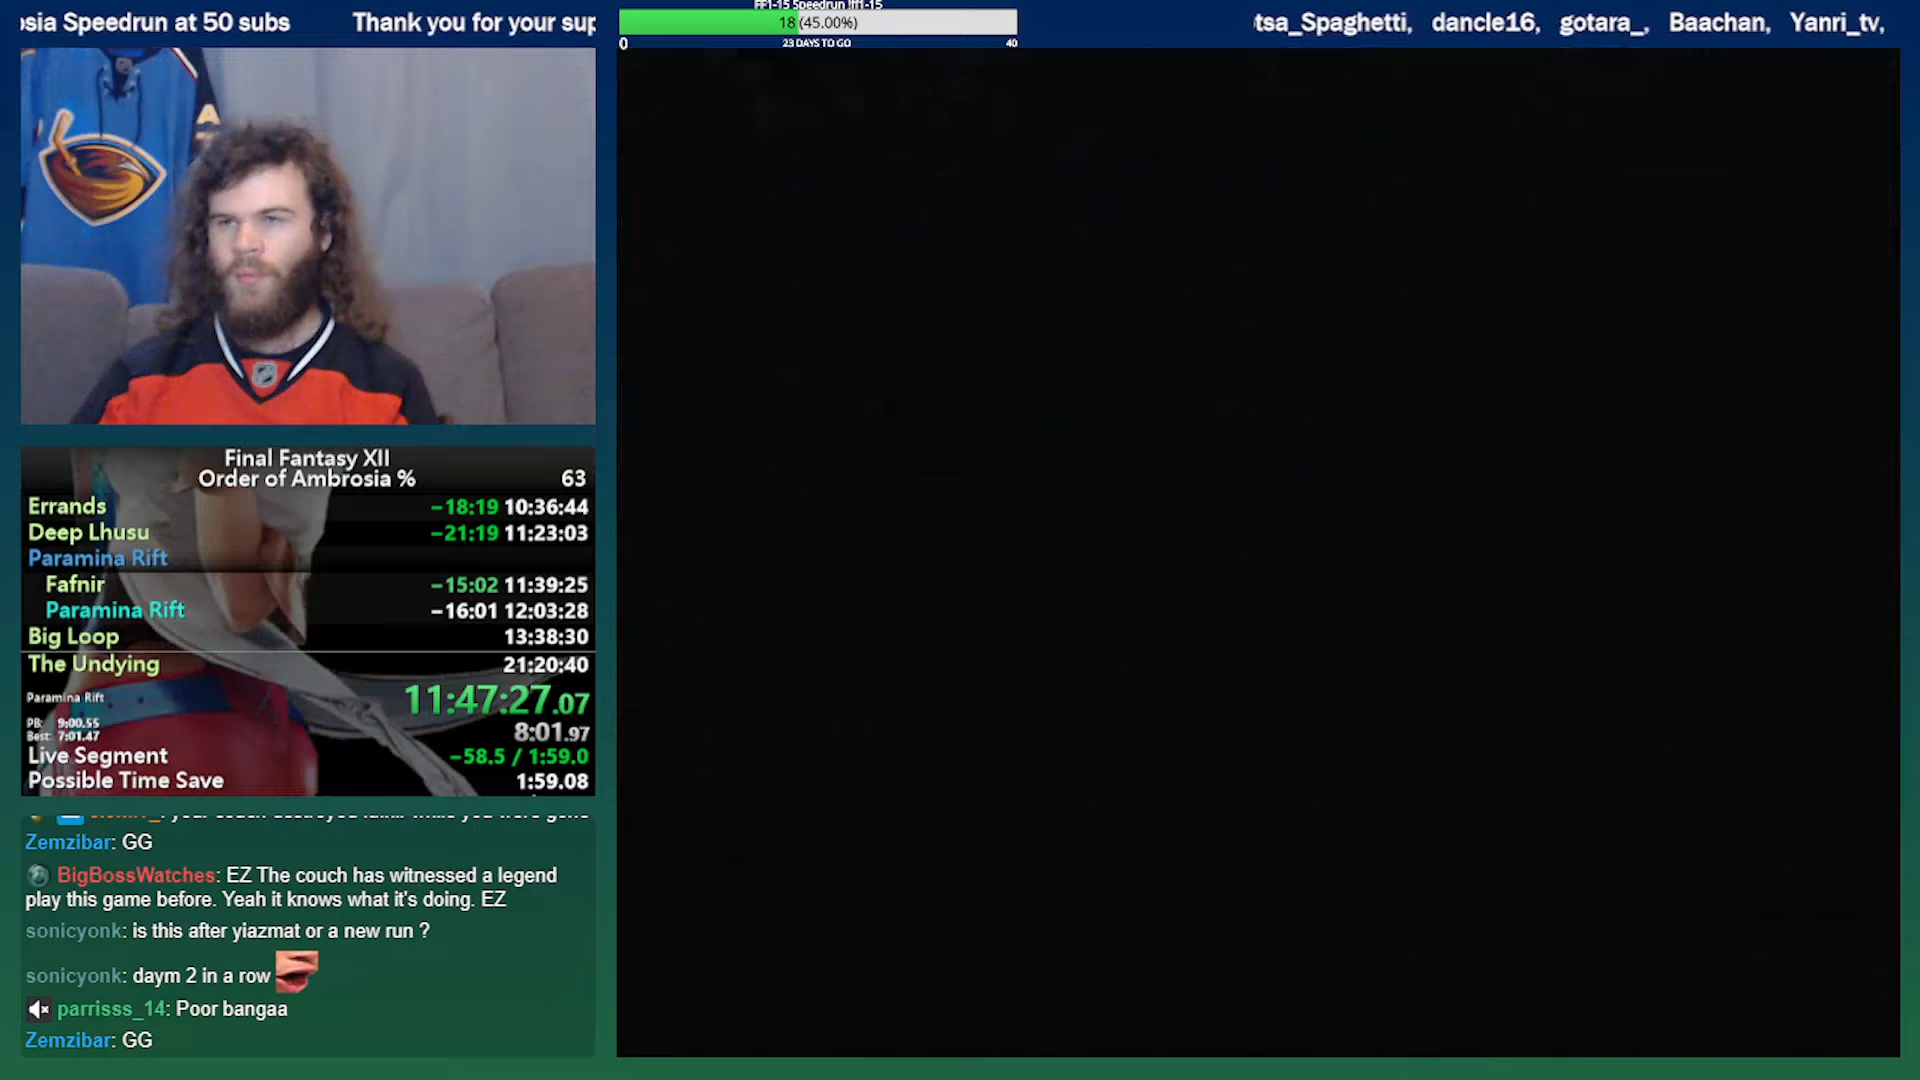 osia Speedrun at 50 subs Thank you for your sup
FF1-15 Speedrun !ff1-15
18 (45.00%)
0 23 DAYS TO GO 40
tsa_Spaghetti, dancle16, gotara_, Baachan, Yanri_tv,
A
Final Fantasy XII
Order of Ambrosia % 63
Errands −18:19 10:36:44
Deep Lhusu −21:19 11:23:03
Paramina Rift
Fafnir −15:02 11:39:25
Paramina Rift −16:01 12:03:28
Big Loop 13:38:30
The Undying 21:20:40
Paramina Rift 11:47:27.07
PB: 9:00.55
Best: 7:01.47 8:01.97
Live Segment −58.5 / 1:59.0
Possible Time Save 1:59.08
Zemzibar: GG
BigBossWatches: EZ The couch has witnessed a legend
play this game before. Yeah it knows what it's doing. EZ
sonicyonk: is this after yiazmat or a new run ?
sonicyonk: daym 2 in a row
parrisss_14: Poor bangaa
Zemzibar: GG